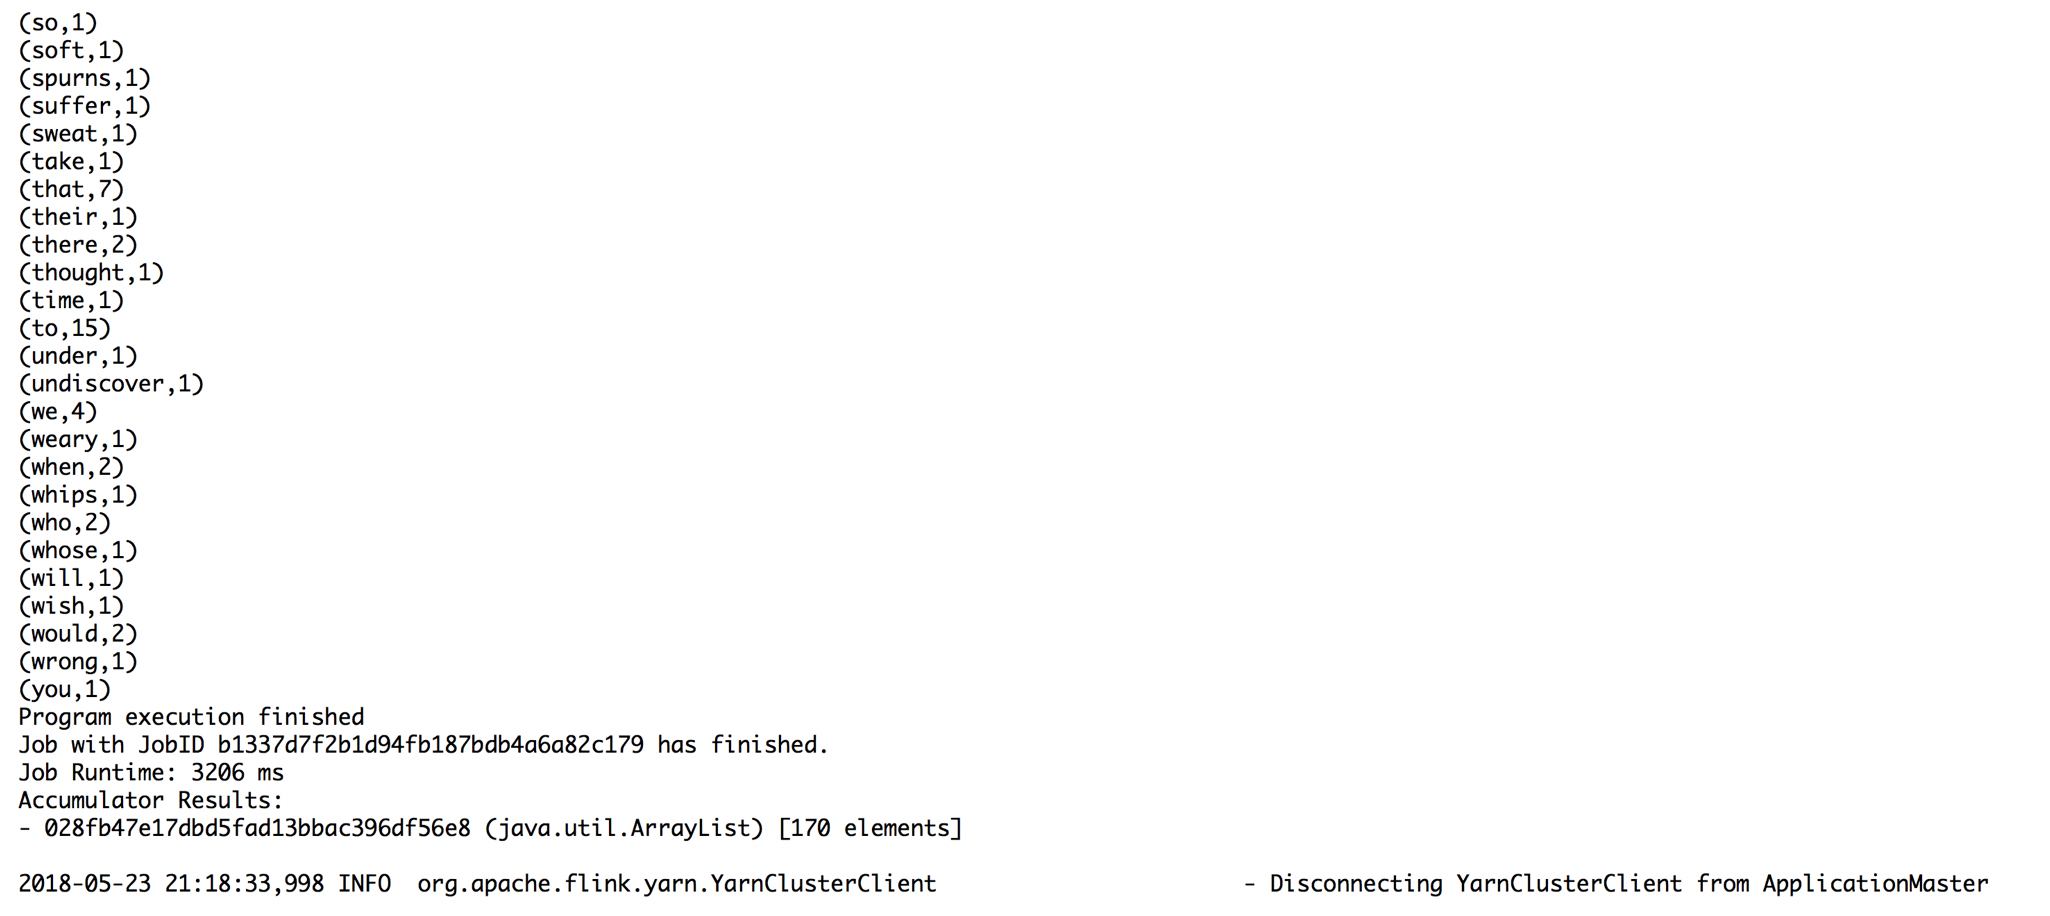 (so,1)
(soft,1)
(spurns,1)
(suffer,1)
(sweat,1)
(take,1)
(that,7)
(their,1)
(there,2)
(thought,1)
(time,1)
(to,15)
(under,1)
(undiscover,1)
(we,4)
(weary,1)
(when,2)
(whips,1)
(who,2)
(whose,1)
(will,1)
(wish,1)
(would,2)
(wrong,1)
(you,1)
Program execution finished
Job with JobID b1337d7f2b1d94fb187bdb4a6a82c179 has finished.
Job Runtime: 3206 ms
Accumulator Results:
- 028fb47e17dbd5fad13bbac396df56e8 (java.util.ArrayList) [170 elements]
2018-05-23 21:18:33,998 INFO  org.apache.flink.yarn.YarnClusterClient                       - Disconnecting YarnClusterClient from ApplicationMaster